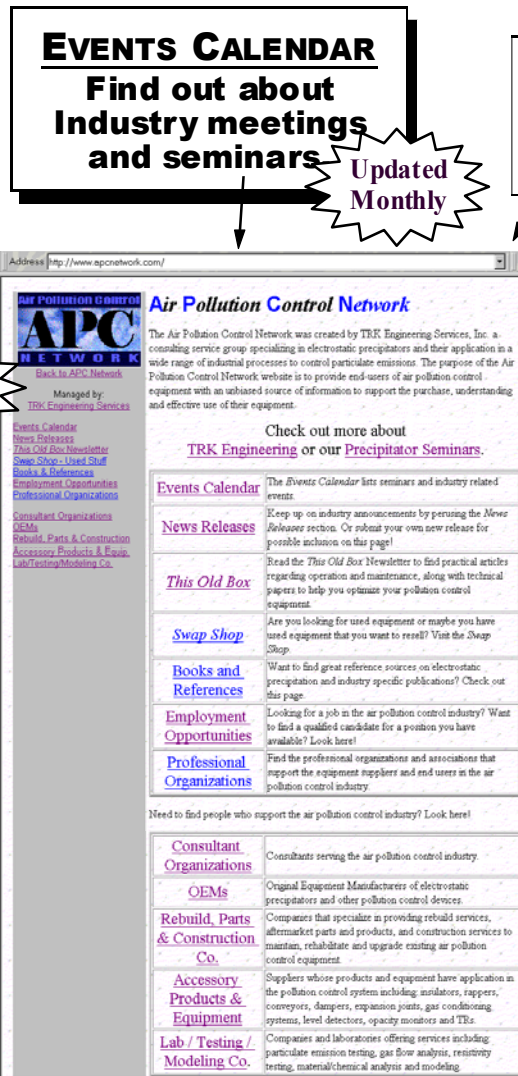 EVENTS CALENDAR
Find out about
Industry meetings
and seminars
Updated
Monthly
Address http://www.apcnetwork.com/
Air Pollution Control
APC
NETWORK
Back to APC Network
Managed by:
TRK Engineering Services
Events Calendar
News Releases
This Old Box Newsletter
Swap Shop - Used Stuff
Books & References
Employment Opportunities
Professional Organizations
Consultant Organizations
OEMs
Rebuild, Parts & Construction
Accessory Products & Equip.
Lab/Testing/Modeling Co.
Air Pollution Control Network
The Air Pollution Control Network was created by TRK Engineering Services, Inc. a
consulting service group specializing in electrostatic precipitators and their application in a
wide range of industrial processes to control particulate emissions. The purpose of the Air
Pollution Control Network website is to provide end-users of air pollution control
equipment with an unbiased source of information to support the purchase, understanding
and effective use of their equipment.
Check out more about
TRK Engineering or our Precipitator Seminars.
Events Calendar
The Events Calendar lists seminars and industry related
events.
News Releases
Keep up on industry announcements by perusing the News
Releases section. Or submit your own new release for
possible inclusion on this page!
This Old Box
Read the This Old Box Newsletter to find practical articles
regarding operation and maintenance, along with technical
papers to help you optimize your pollution control
equipment.
Swap Shop
Are you looking for used equipment or maybe you have
used equipment that you want to resell? Visit the Swap
Shop.
Books and
References
Want to find great reference sources on electrostatic
precipitation and industry specific publications? Check out
this page.
Employment
Opportunities
Looking for a job in the air pollution control industry? Want
to find a qualified candidate for a position you have
available? Look here!
Professional
Organizations
Find the professional organizations and associations that
support the equipment suppliers and end users in the air
pollution control industry.
Need to find people who support the air pollution control industry? Look here!
Consultant
Organizations
Consultants serving the air pollution control industry.
OEMs
Original Equipment Manufacturers of electrostatic
precipitators and other pollution control devices.
Rebuild, Parts
& Construction
Co.
Companies that specialize in providing rebuild services,
aftermarket parts and products, and construction services to
maintain, rehabilitate and upgrade existing air pollution
control equipment.
Accessory
Products &
Equipment
Suppliers whose products and equipment have application in
the pollution control system including: insulators, rappers,
conveyors, dampers, expansion joints, gas conditioning
systems, level detectors, opacity monitors and TRs.
Lab / Testing /
Modeling Co.
Companies and laboratories offering services including:
particulate emission testing, gas flow analysis, resistivity
testing, material/chemical analysis and modeling.